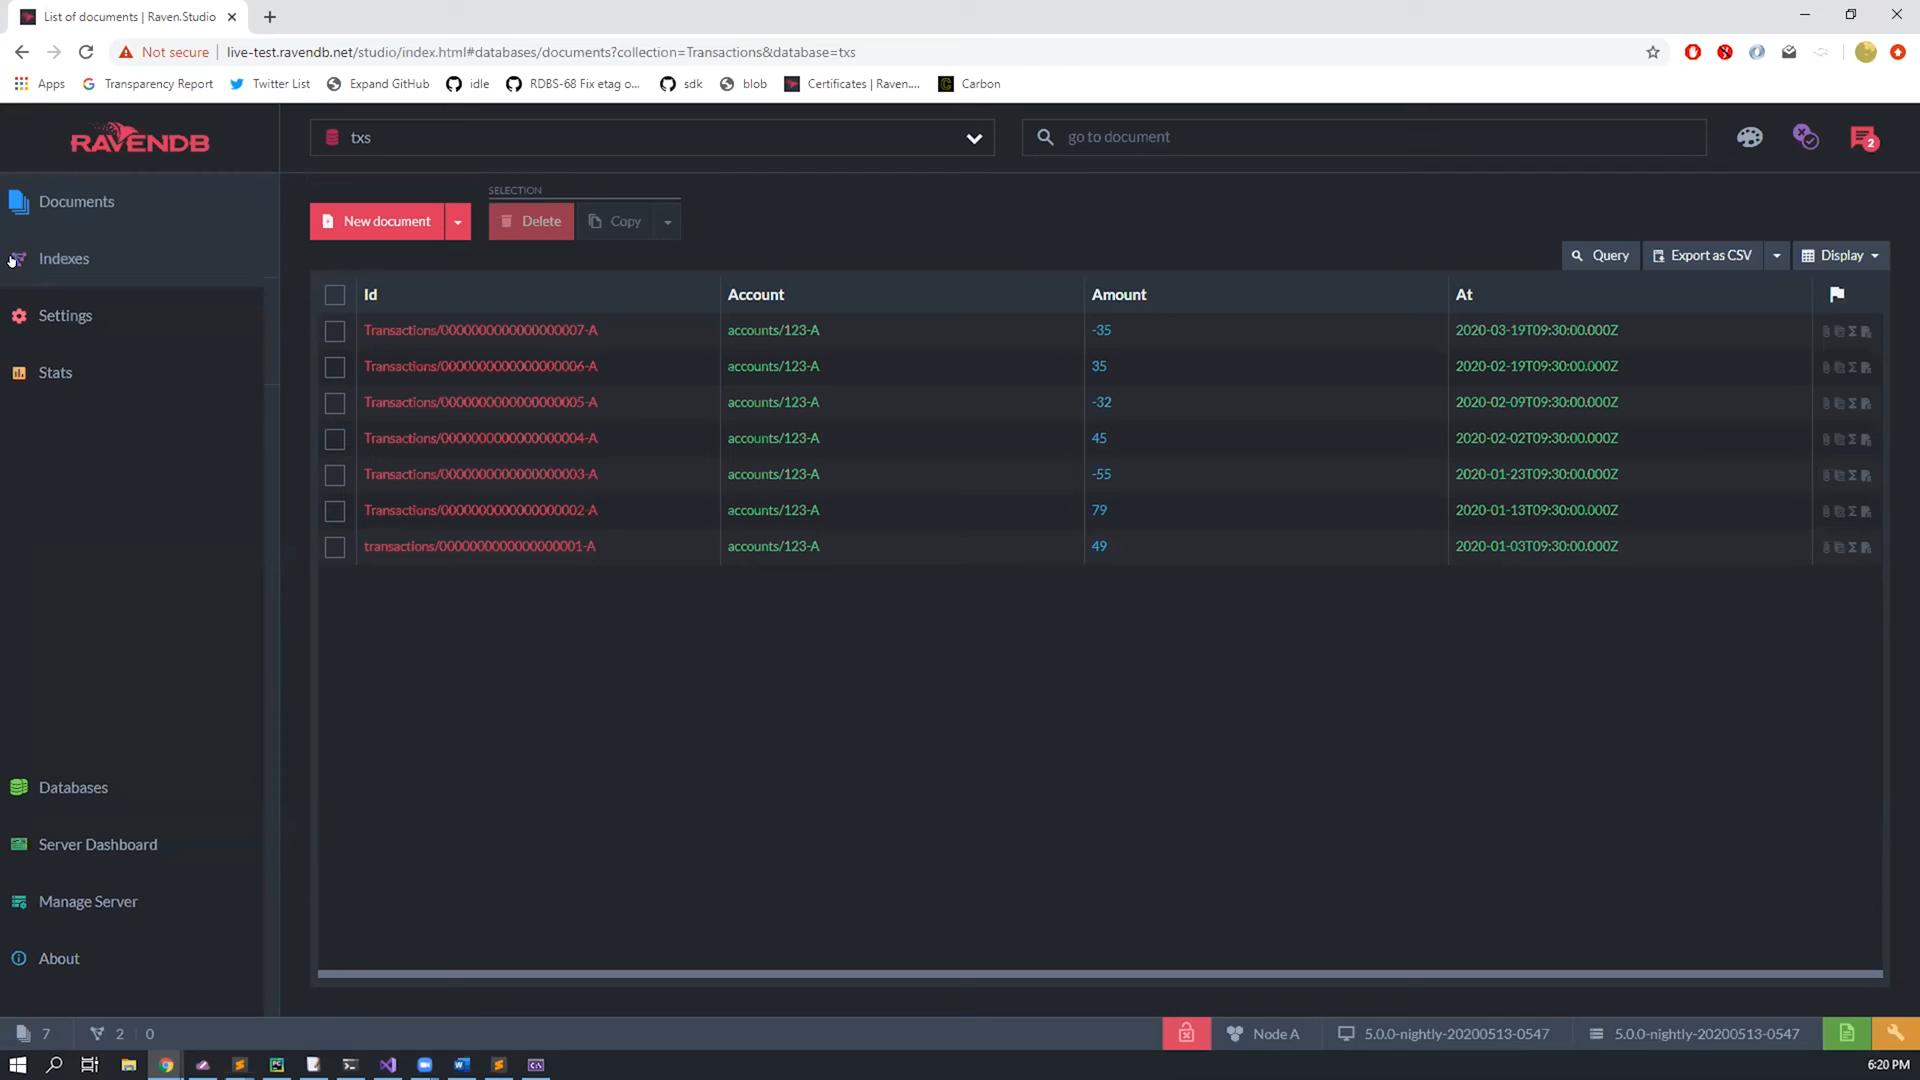 List of documents | Raven.Studio
Not secure | live-test.ravendb.net/studio/index.html#databases/documents?collection=Transactions&database=txs
Apps Transparency Report Twitter List Expand GitHub idle RDBS-68 Fix etag o... sdk blob Certificates | Raven.... Carbon
RAVENDB txs go to document 2
SELECTION
Documents New document Delete Copy
Indexes Query Export as CSV Display
Id Account Amount At
Settings
Transactions/0000000000000000007-A accounts/123-A -35 2020-03-19T09:30:00.000Z
Transactions/0000000000000000006-A accounts/123-A 35 2020-02-19T09:30:00.000Z
Stats
Transactions/0000000000000000005-A accounts/123-A -32 2020-02-09T09:30:00.000Z
Transactions/0000000000000000004-A accounts/123-A 45 2020-02-02T09:30:00.000Z
Transactions/0000000000000000003-A accounts/123-A -55 2020-01-23T09:30:00.000Z
Transactions/0000000000000000002-A accounts/123-A 79 2020-01-13T09:30:00.000Z
transactions/0000000000000000001-A accounts/123-A 49 2020-01-03T09:30:00.000Z
Databases
Server Dashboard
Manage Server
About
7 2 0 Node A 5.0.0-nightly-20200513-0547 5.0.0-nightly-20200513-0547
6:20 PM